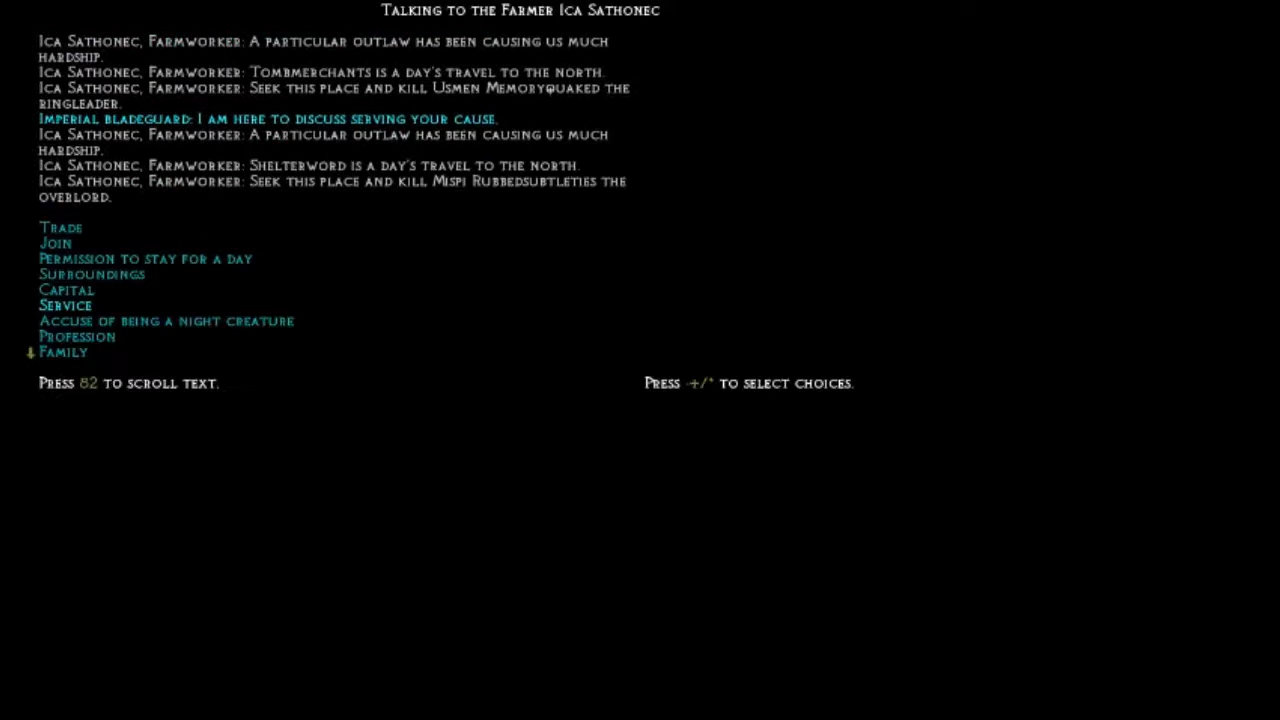 Talking to the Farmer Ica Sathonec
Ica Sathonec, Farmworker: A particular outlaw has been causing us much
hardship.
Ica Sathonec, Farmworker: Tombmerchants is a day's travel to the north.
Ica Sathonec, Farmworker: Seek this place and kill Usmen Memoryquaked the
ringleader.
Imperial bladeguard: I am here to discuss serving your cause.
Ica Sathonec, Farmworker: A particular outlaw has been causing us much
hardship.
Ica Sathonec, Farmworker: Shelterword is a day's travel to the north.
Ica Sathonec, Farmworker: Seek this place and kill Mispi Rubbedsubtleties the
overlord.
Trade
Join
Permission to stay for a day
Surroundings
Capital
Service
Accuse of being a night creature
Profession
Family
Press 82 to scroll text. Press -+/* to select choices.